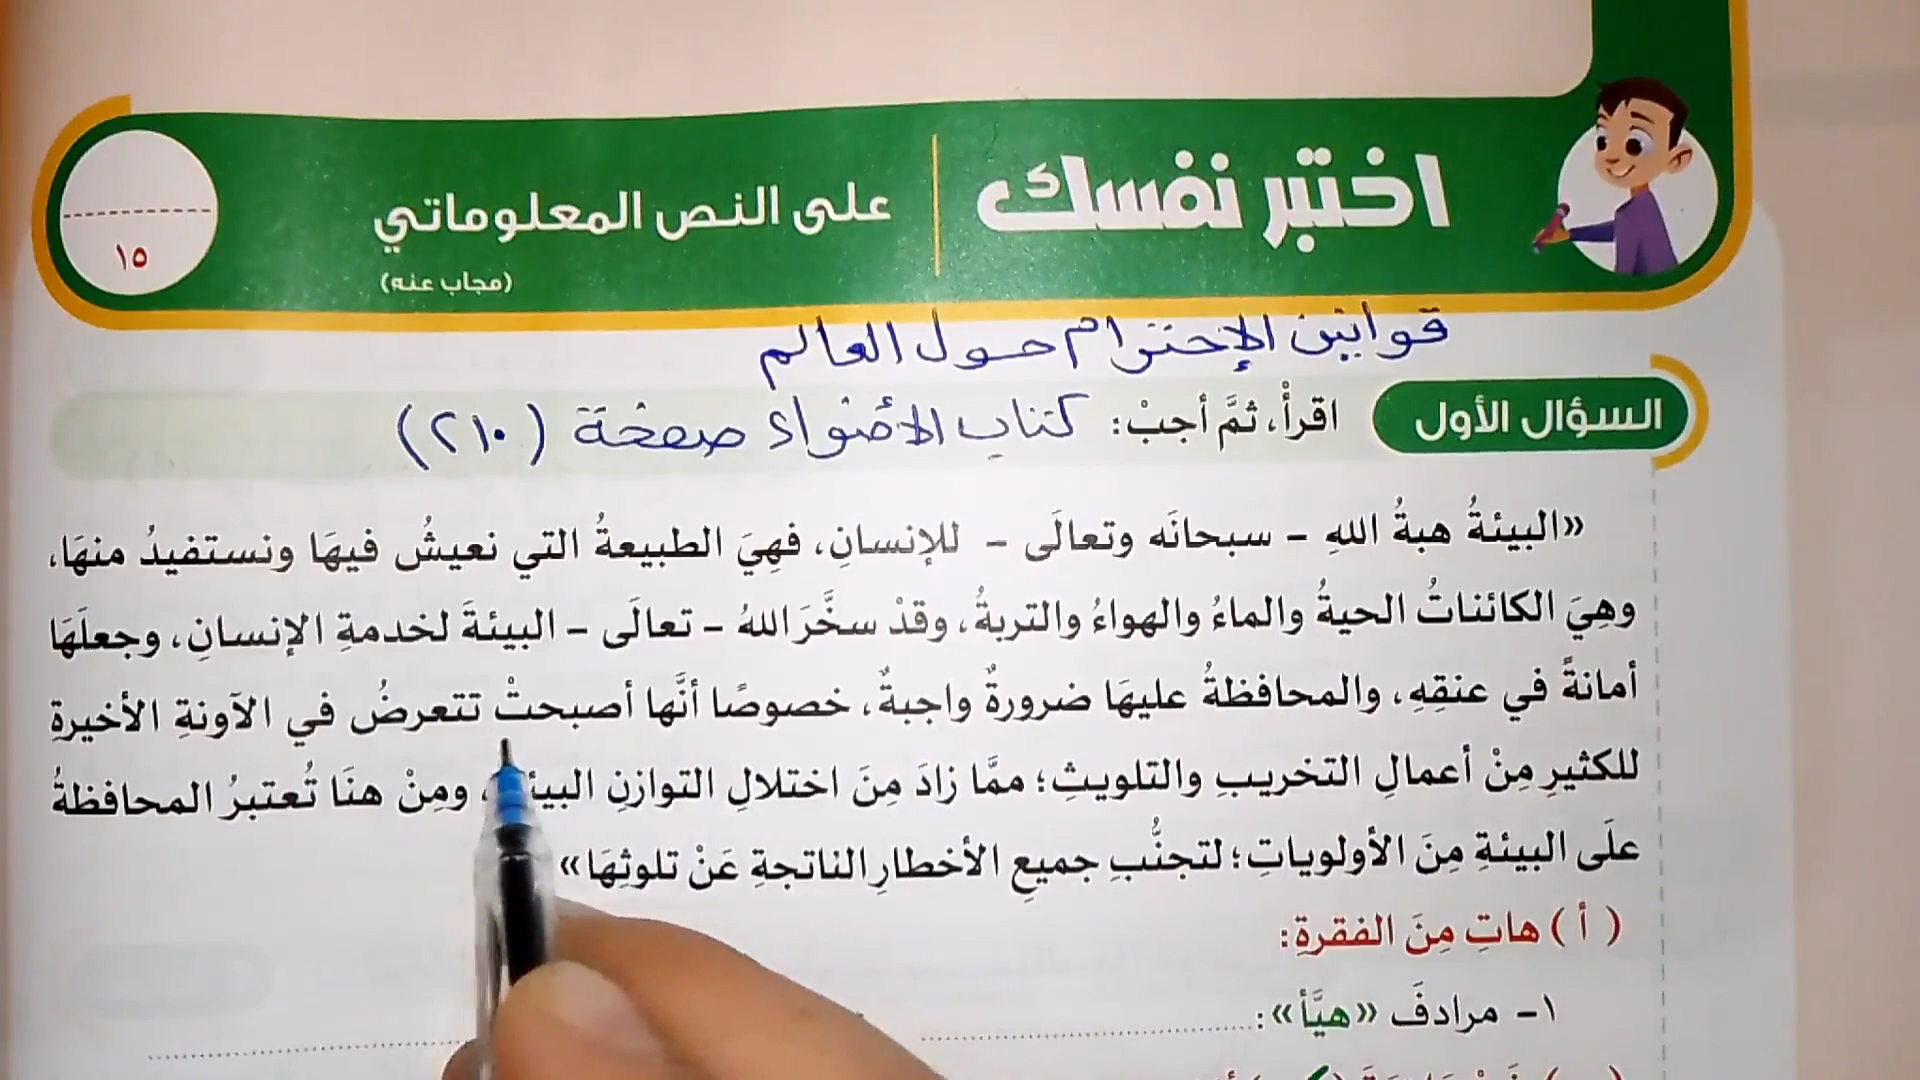 اختبر نفسك
على النص المعلوماتي
(مجاب عنه)
١٥
قوانين الإحترام حول العالم
السؤال الأول اقرأْ، ثمَّ أجبْ: كتاب الأضواء صفحة (٢١٠)
«البيئةُ هبةُ اللهِ - سبحانَه وتعالَى - للإنسانِ، فهِيَ الطبيعةُ التي نعيشُ فيهَا ونستفيدُ منهَا،
وهِيَ الكائناتُ الحيةُ والماءُ والهواءُ والتربةُ، وقدْ سخَّرَ اللهُ - تعالَى - البيئةَ لخدمةِ الإنسانِ، وجعلَهَا
أمانةً في عنقِهِ، والمحافظةُ عليهَا ضرورةٌ واجبةٌ، خصوصًا أنَّها أصبحتْ تتعرضُ في الآونةِ الأخيرةِ
للكثيرِ مِنْ أعمالِ التخريبِ والتلويثِ؛ ممَّا زادَ مِنَ اختلالِ التوازنِ ومِنْ هنَا تُعتبرُ المحافظةُ
علَى البيئةِ مِنَ الأولوياتِ؛ لتجنُّبِ جميعِ الأخطارِ الناتجةِ عَنْ تلوثِهَا»
( أ ) هاتِ مِنَ الفقرةِ:
١- مرادفَ «هيَّأ»: